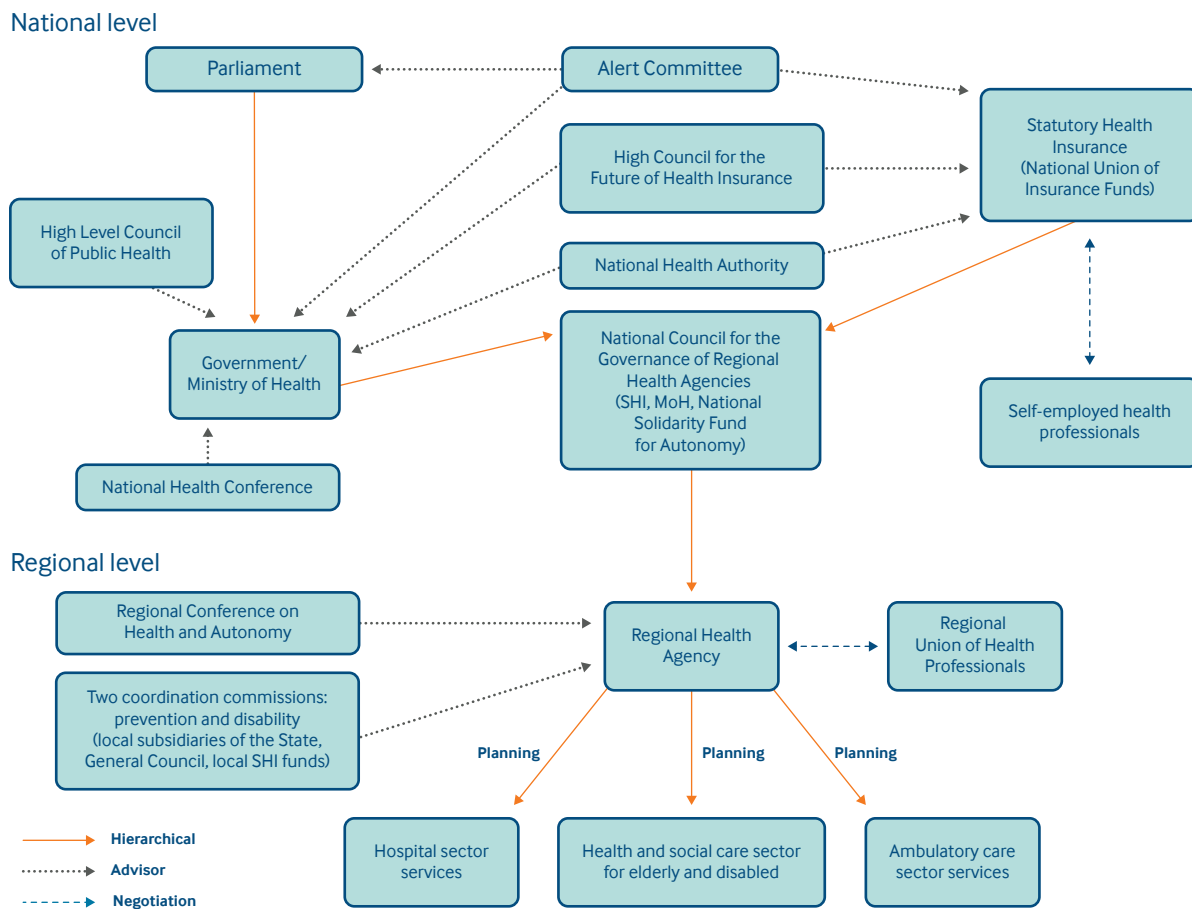 National level
Parliament
Alert Committee
Statutory Health
Insurance
(National Union of
Insurance Funds)
High Council for the
Future of Health Insurance
High Level Council
of Public Health
National Health Authority
Government/
Ministry of Health
National Council for the
Governance of Regional
Health Agencies
(SHI, MoH, National
Solidarity Fund
for Autonomy)
Self-employed health
professionals
National Health Conference
Regional level
Regional Conference on
Health and Autonomy
Regional Health
Agency
Regional
Union of Health
Professionals
Two coordination commissions:
prevention and disability
(local subsidiaries of the State,
General Council, local SHI funds)
Planning
Planning
Planning
Hospital sector
services
Health and social care sector
for elderly and disabled
Ambulatory care
sector services
Hierarchical
Advisor
Negotiation